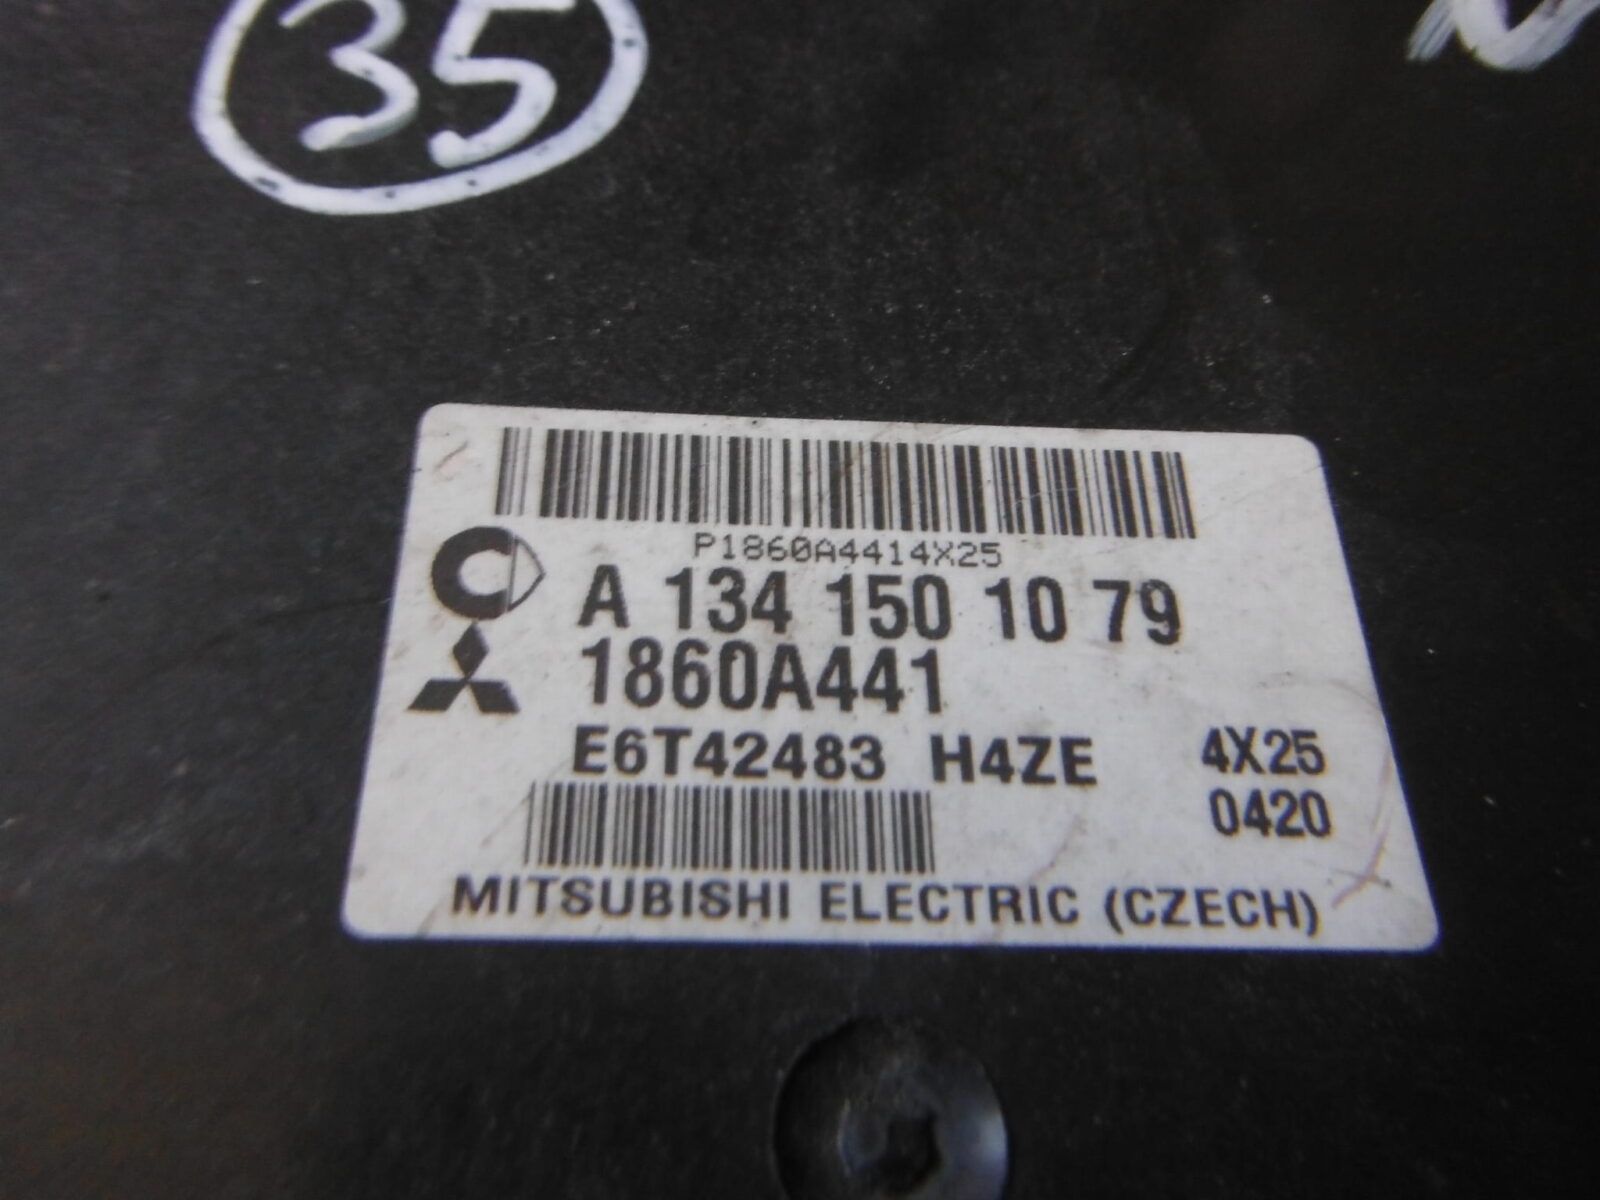 35
P1860A4414X25
A 134 150 10 79
1860A441
E6T42483 H4ZE 4X25
0420
MITSUBISHI ELECTRIC (CZECH)